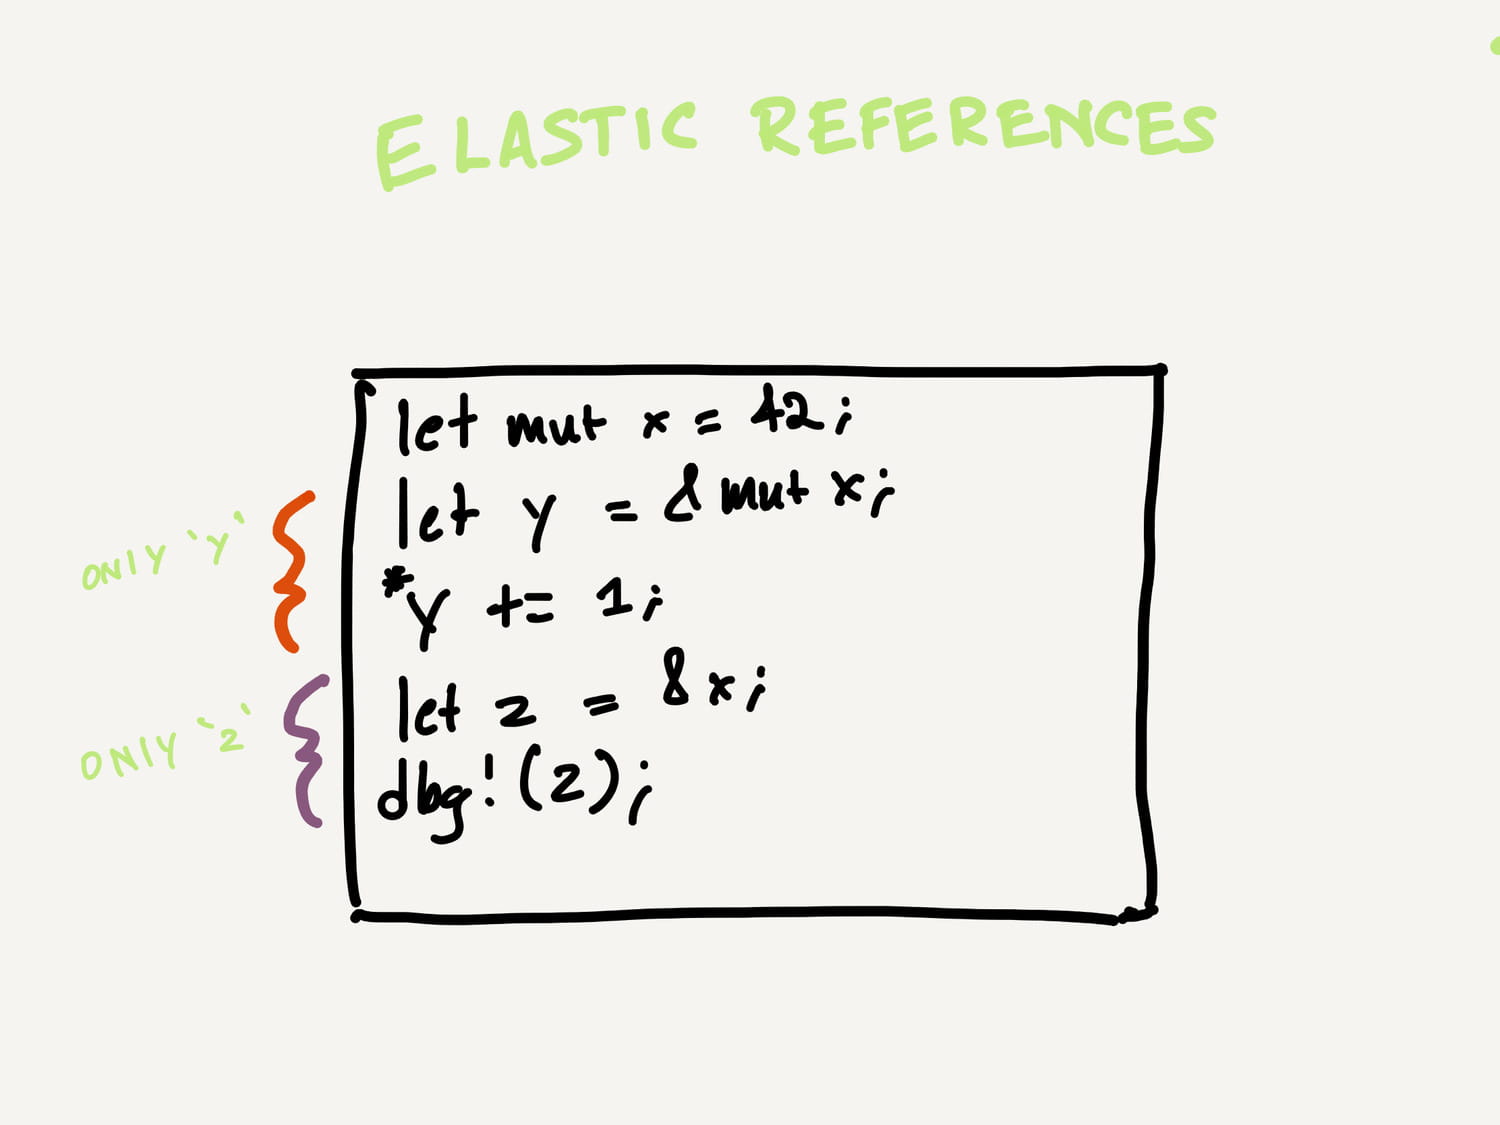 ELASTIC REFERENCES
let mut x = 42;
let y = &mut x;
*y += 1;
let z = &x;
dbg!(z);
ONLY 'Y'
ONLY 'z'